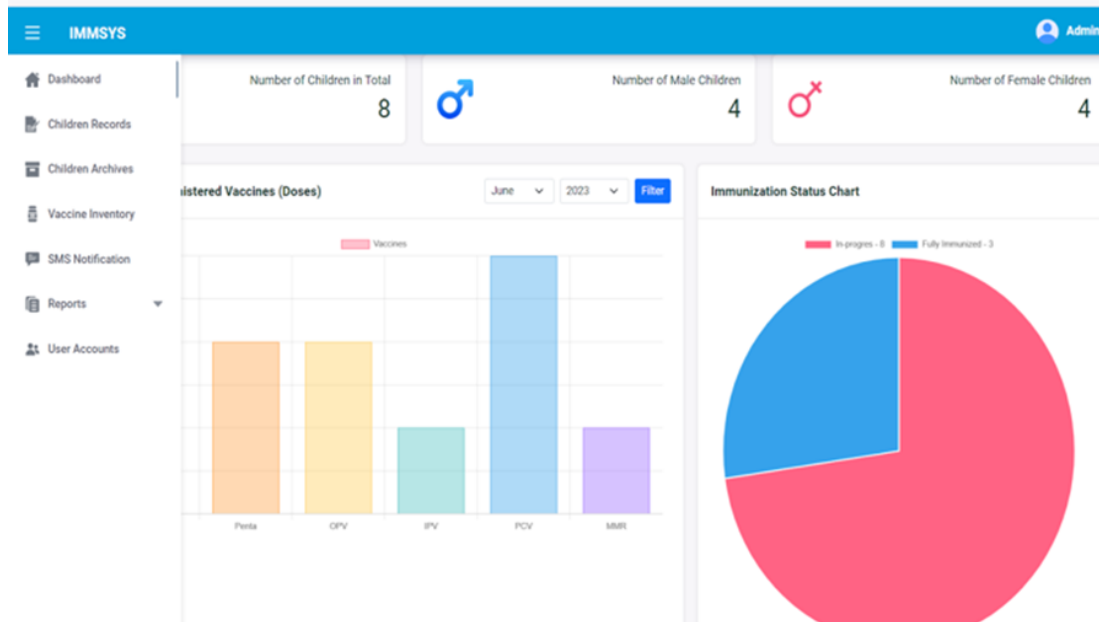 IMMSYS
Admin
Dashboard
Children Records
Children Archives
Vaccine Inventory
SMS Notification
Reports
User Accounts
Number of Children in Total
8
Number of Male Children
4
Number of Female Children
4
istered Vaccines (Doses)
June
2023
Filter
Vaccines
Penta
OPV
IPV
PCV
MMR
Immunization Status Chart
In-progres - 8
Fully Immunized - 3